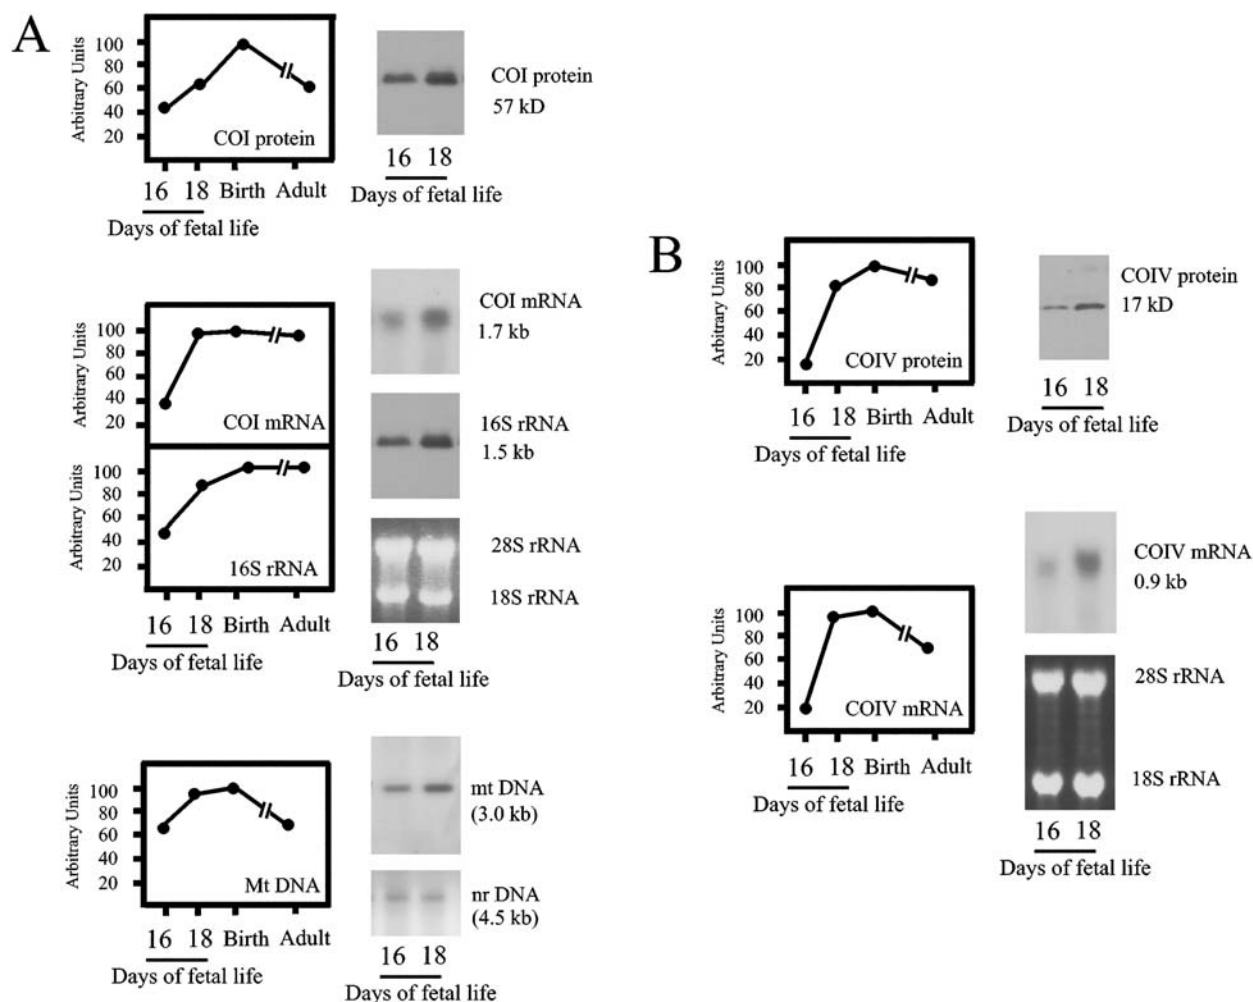 A
Arbitrary Units
100
80
60
40
20
COI protein
16 18 Birth Adult
Days of fetal life
COI protein
57 kD
16 18
Days of fetal life
Arbitrary Units
100
80
60
40
20
COI mRNA
Arbitrary Units
100
80
60
40
20
16S rRNA
16 18 Birth Adult
Days of fetal life
COI mRNA
1.7 kb
16S rRNA
1.5 kb
28S rRNA
18S rRNA
16 18
Days of fetal life
Arbitrary Units
100
80
60
40
20
Mt DNA
16 18 Birth Adult
Days of fetal life
mt DNA
(3.0 kb)
nr DNA
(4.5 kb)
16 18
Days of fetal life
B
Arbitrary Units
100
80
60
40
20
COIV protein
16 18 Birth Adult
Days of fetal life
COIV protein
17 kD
16 18
Days of fetal life
Arbitrary Units
100
80
60
40
20
COIV mRNA
16 18 Birth Adult
Days of fetal life
COIV mRNA
0.9 kb
28S rRNA
18S rRNA
16 18
Days of fetal life